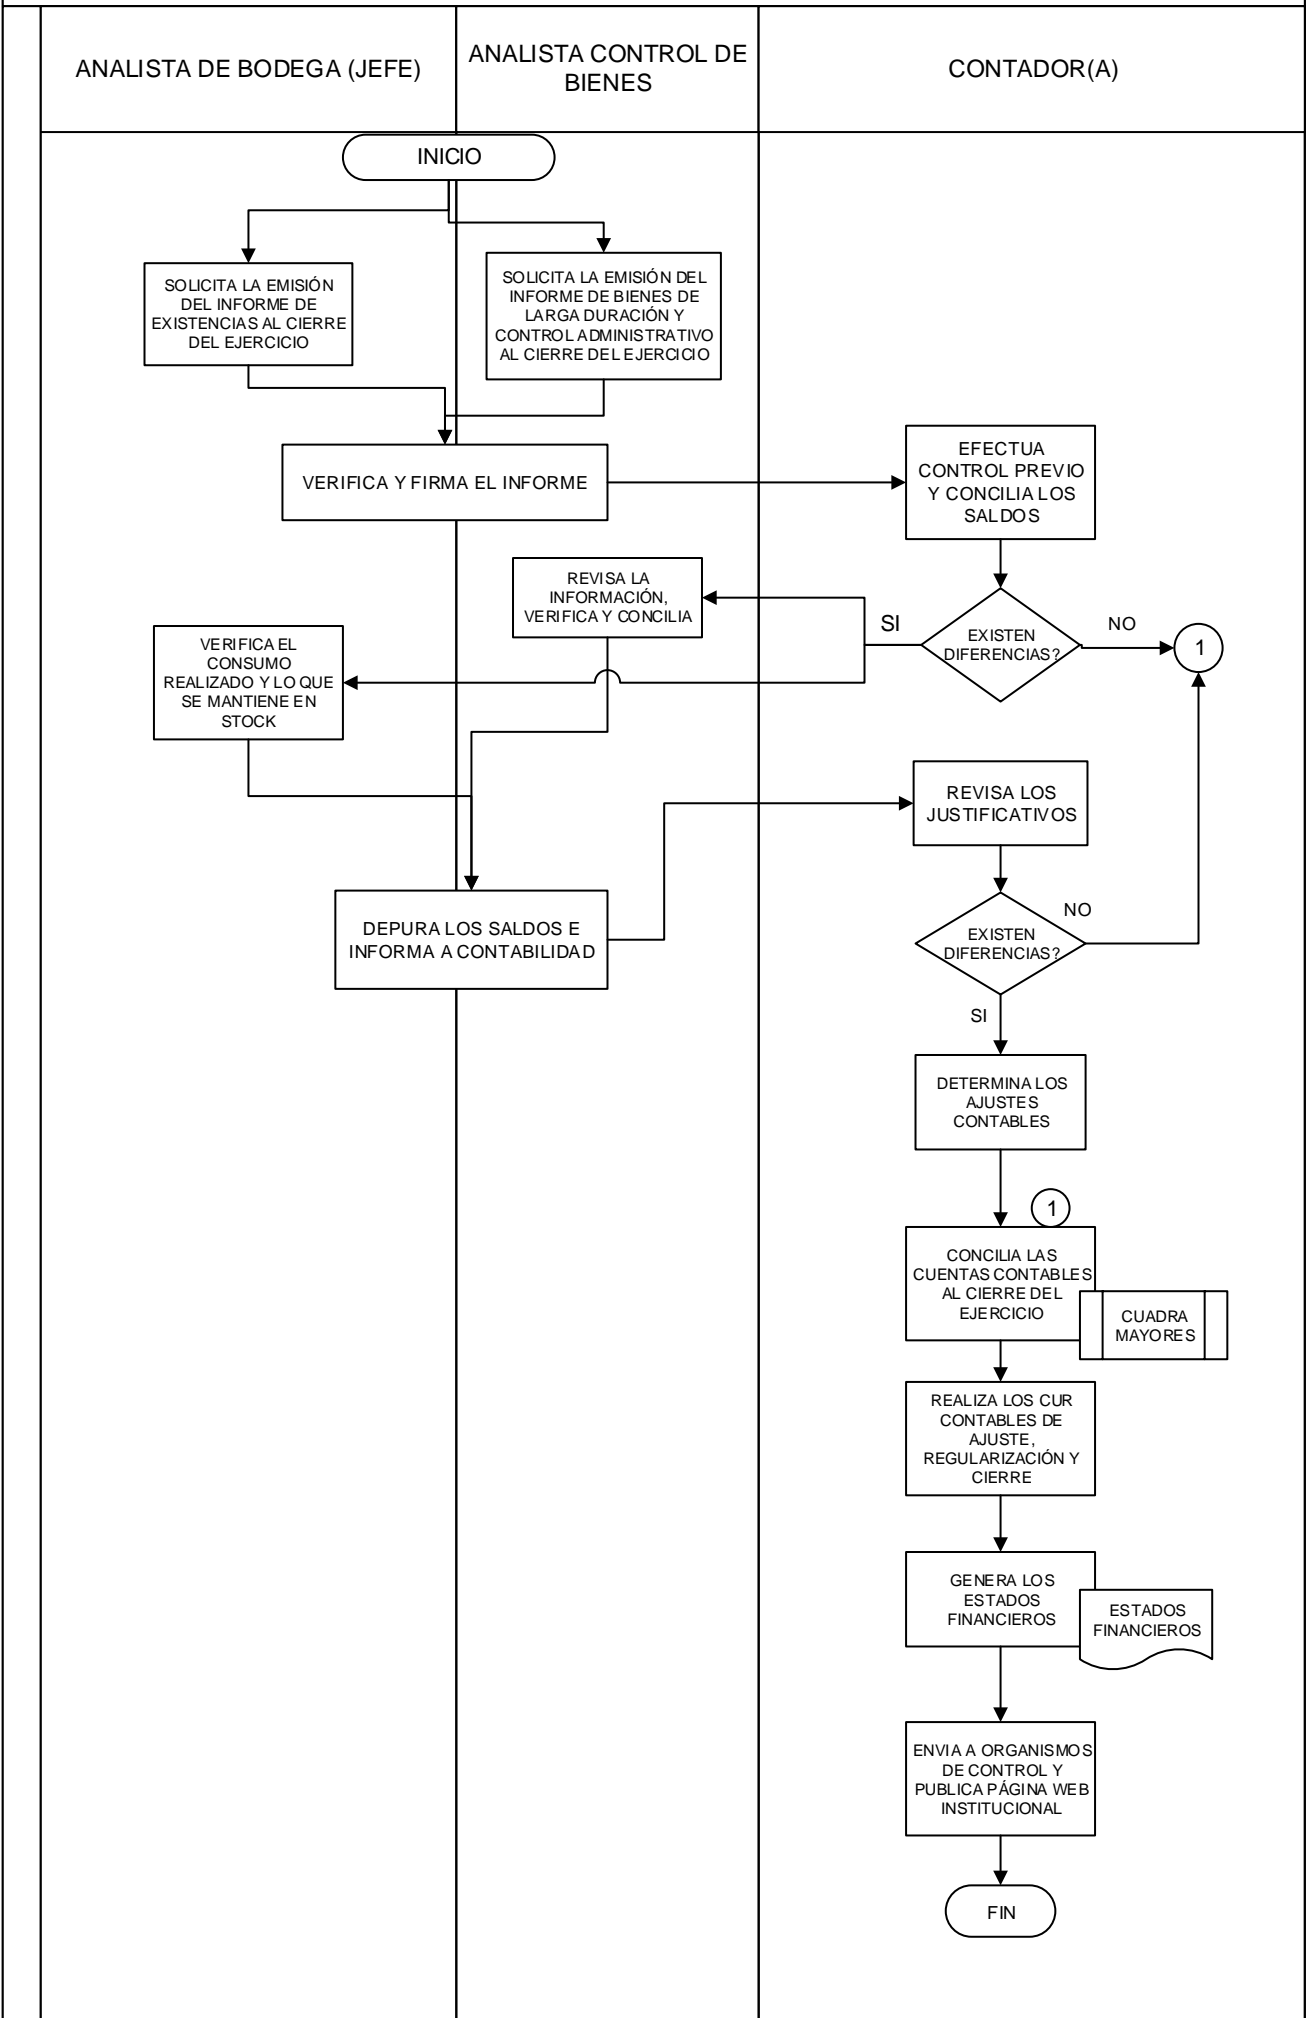 ANALISTA DE BODEGA (JEFE)
ANALISTA CONTROL DE
BIENES
CONTADOR(A)
INICIO
SOLICITA LA EMISIÓN
DEL INFORME DE
EXISTENCIAS AL CIERRE
DEL EJERCICIO
SOLICITA LA EMISIÓN DEL
INFORME DE BIENES DE
LARGA DURACIÓN Y
CONTROL ADMINISTRATIVO
AL CIERRE DEL EJERCICIO
VERIFICA Y FIRMA EL INFORME
EFECTUA
CONTROL PREVIO
Y CONCILIA LOS
SALDOS
REVISA LA
INFORMACIÓN,
VERIFICA Y CONCILIA
SI
EXISTEN
DIFERENCIAS?
NO
1
VERIFICA EL
CONSUMO
REALIZADO Y LO QUE
SE MANTIENE EN
STOCK
REVISA LOS
JUSTIFICATIVOS
DEPURA LOS SALDOS E
INFORMA A CONTABILIDAD
EXISTEN
DIFERENCIAS?
NO
SI
DETERMINA LOS
AJUSTES
CONTABLES
1
CONCILIA LAS
CUENTAS CONTABLES
AL CIERRE DEL
EJERCICIO
CUADRA
MAYORES
REALIZA LOS CUR
CONTABLES DE
AJUSTE,
REGULARIZACIÓN Y
CIERRE
GENERA LOS
ESTADOS
FINANCIEROS
ESTADOS
FINANCIEROS
ENVIA A ORGANISMOS
DE CONTROL Y
PUBLICA PÁGINA WEB
INSTITUCIONAL
FIN